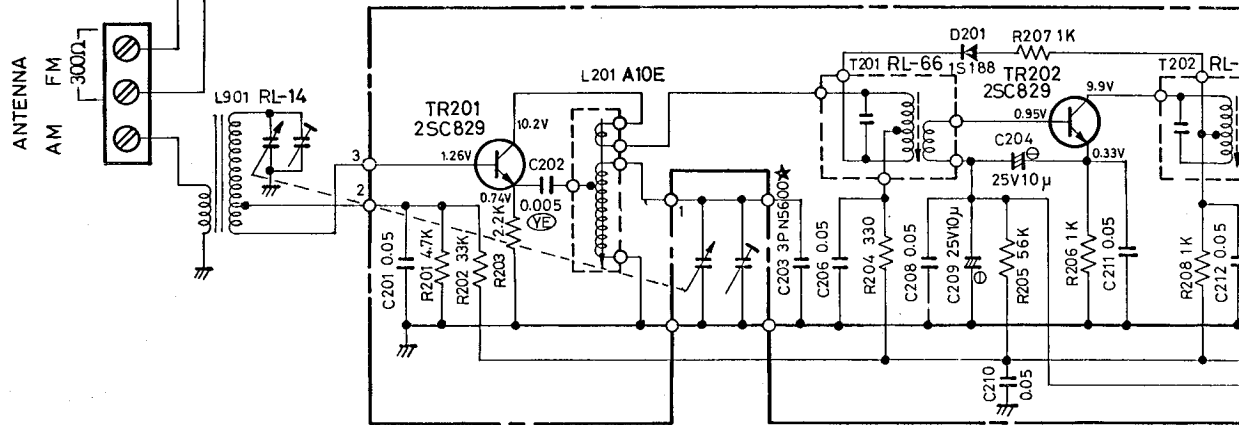 ANTENNA
AM FM
300Ω
L901 RL-14
3
2
TR201
2SC829
10.2V
1.26V
0.74V
C202
0.005
YE
L201 A10E
C201 0.05
R201 4.7K
R202 33K
R203
2.2K
1
C203 3PN5600★
C206 0.05
R204 330
C208 0.05
C209 25V10μ
R205 56K
C210
0.05
T201 RL-66
D201
1S188
R207 1K
TR202
2SC829
9.9V
0.95V
0.33V
C204
25V10μ
R206 1K
C211 0.05
T202 RL-
R208 1K
C212 0.05